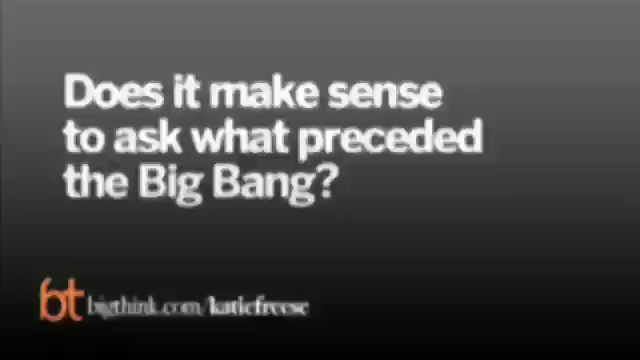 Does it make sense
to ask what preceded
the Big Bang?
bt bigthink.com/katiefreese